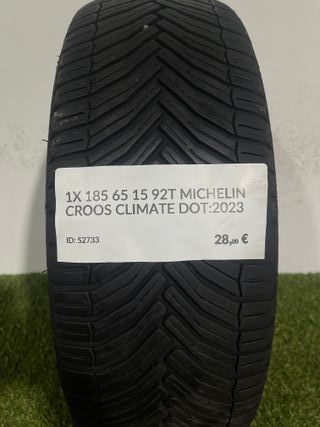 1X 185 65 15 92T MICHELIN
CROOS CLIMATE DOT:2023
ID: 52733 28,00 €